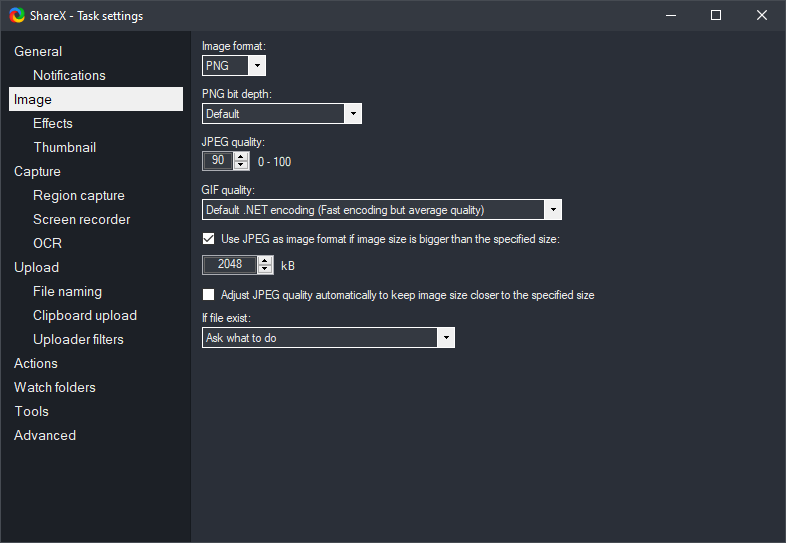 ShareX - Task settings
General
Notifications
Image
Effects
Thumbnail
Capture
Region capture
Screen recorder
OCR
Upload
File naming
Clipboard upload
Uploader filters
Actions
Watch folders
Tools
Advanced
Image format:
PNG
PNG bit depth:
Default
JPEG quality:
90 0 - 100
GIF quality:
Default .NET encoding (Fast encoding but average quality)
Use JPEG as image format if image size is bigger than the specified size:
2048 kB
Adjust JPEG quality automatically to keep image size closer to the specified size
If file exist:
Ask what to do